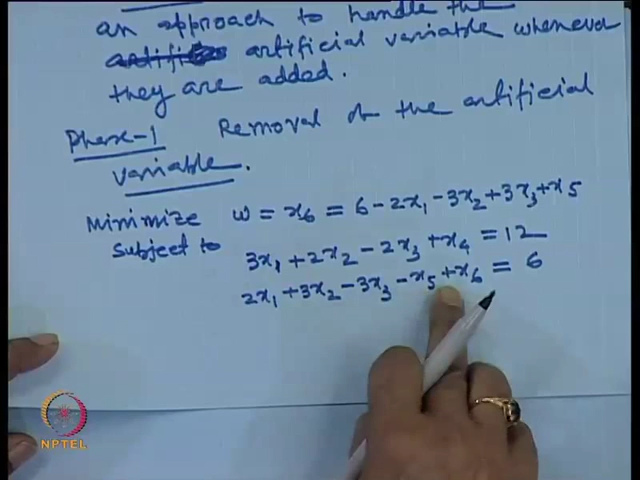 an approach to handle the
artificial variable whenever
they are added.
Phase-1 Removal of the artificial
variable.
Minimize w = x₆ = 6 - 2x₁ - 3x₂ + 3x₃ + x₅
Subject to
3x₁ + 2x₂ - 2x₃ + x₄ = 12
2x₁ + 3x₂ - 3x₃ - x₅ + x₆ = 6
NPTEL